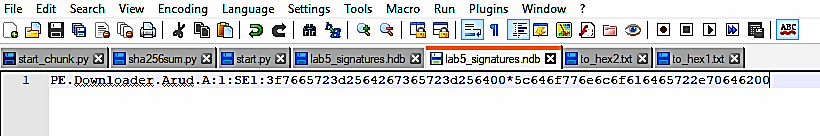 File Edit Search View Encoding Language Settings Tools Macro Run Plugins Window ?
start_chunk.py sha256sum.py start.py lab5_signatures.hdb lab5_signatures.ndb to_hex2.txt to_hex1.txt
1 PE.Downloader.Arud.A:1:SE1:3f7665723d2564267365723d256400*5c646f776e6c6f616465722e70646200